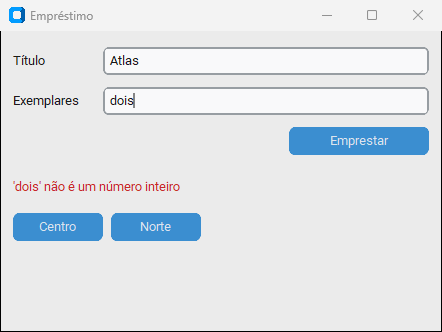 Empréstimo
Título
Atlas
Exemplares
dois
Emprestar
'dois' não é um número inteiro
Centro
Norte